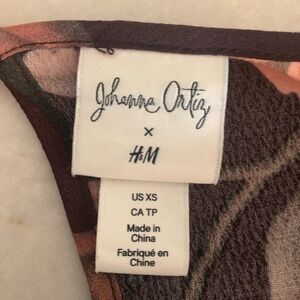 Johanna Ortiz
x
H&M
US XS
CA TP
Made in
China
Fabriqué en
Chine